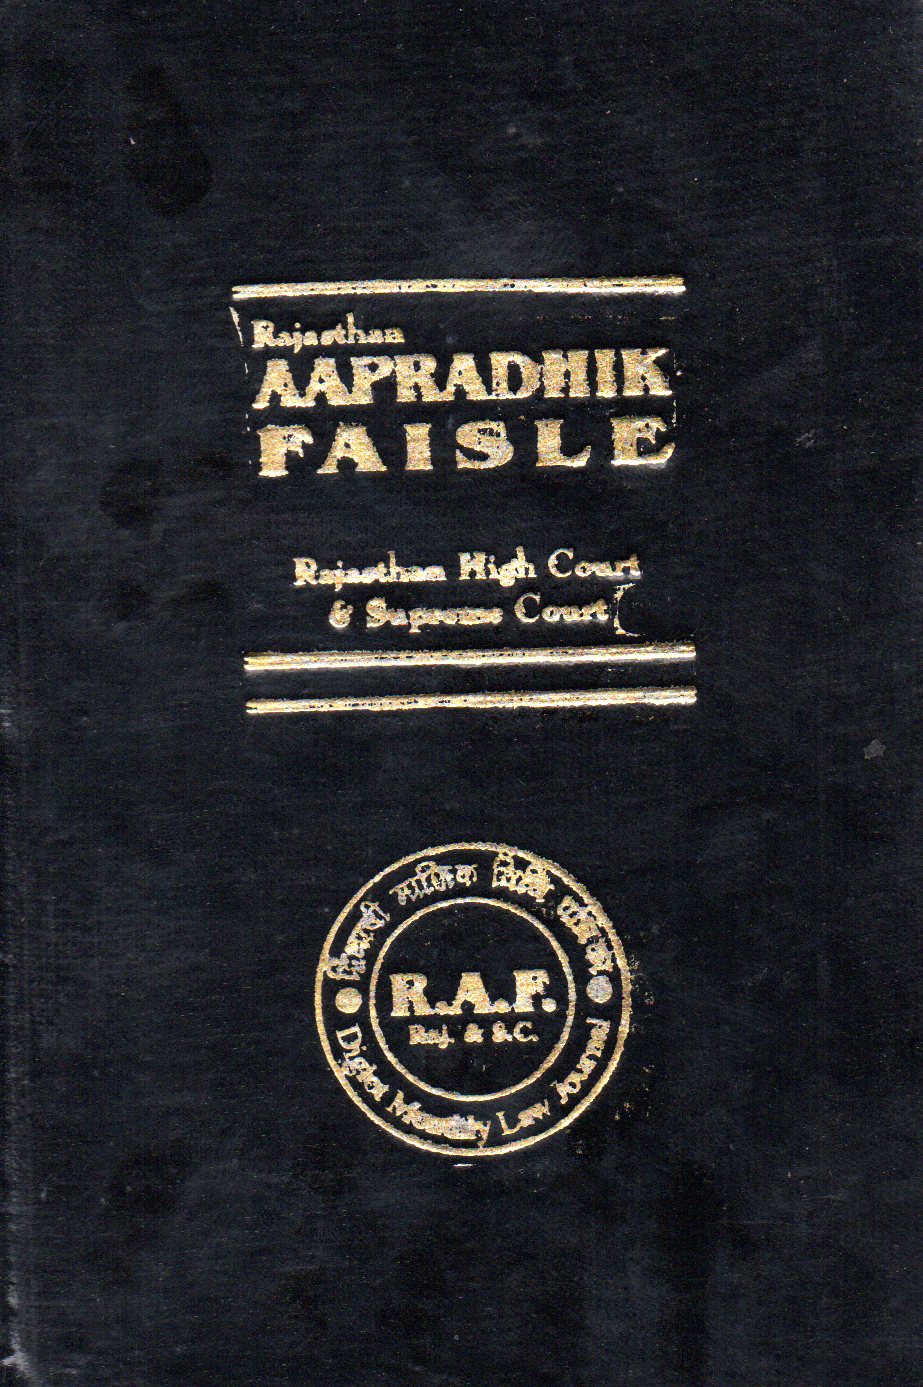 Rajasthan
AAPRADHIK
FAISLE
Rajasthan High Court
& Supreme Court
मासिक
R.A.F.
Raj. & S.C.
Digest Monthly Law Journal